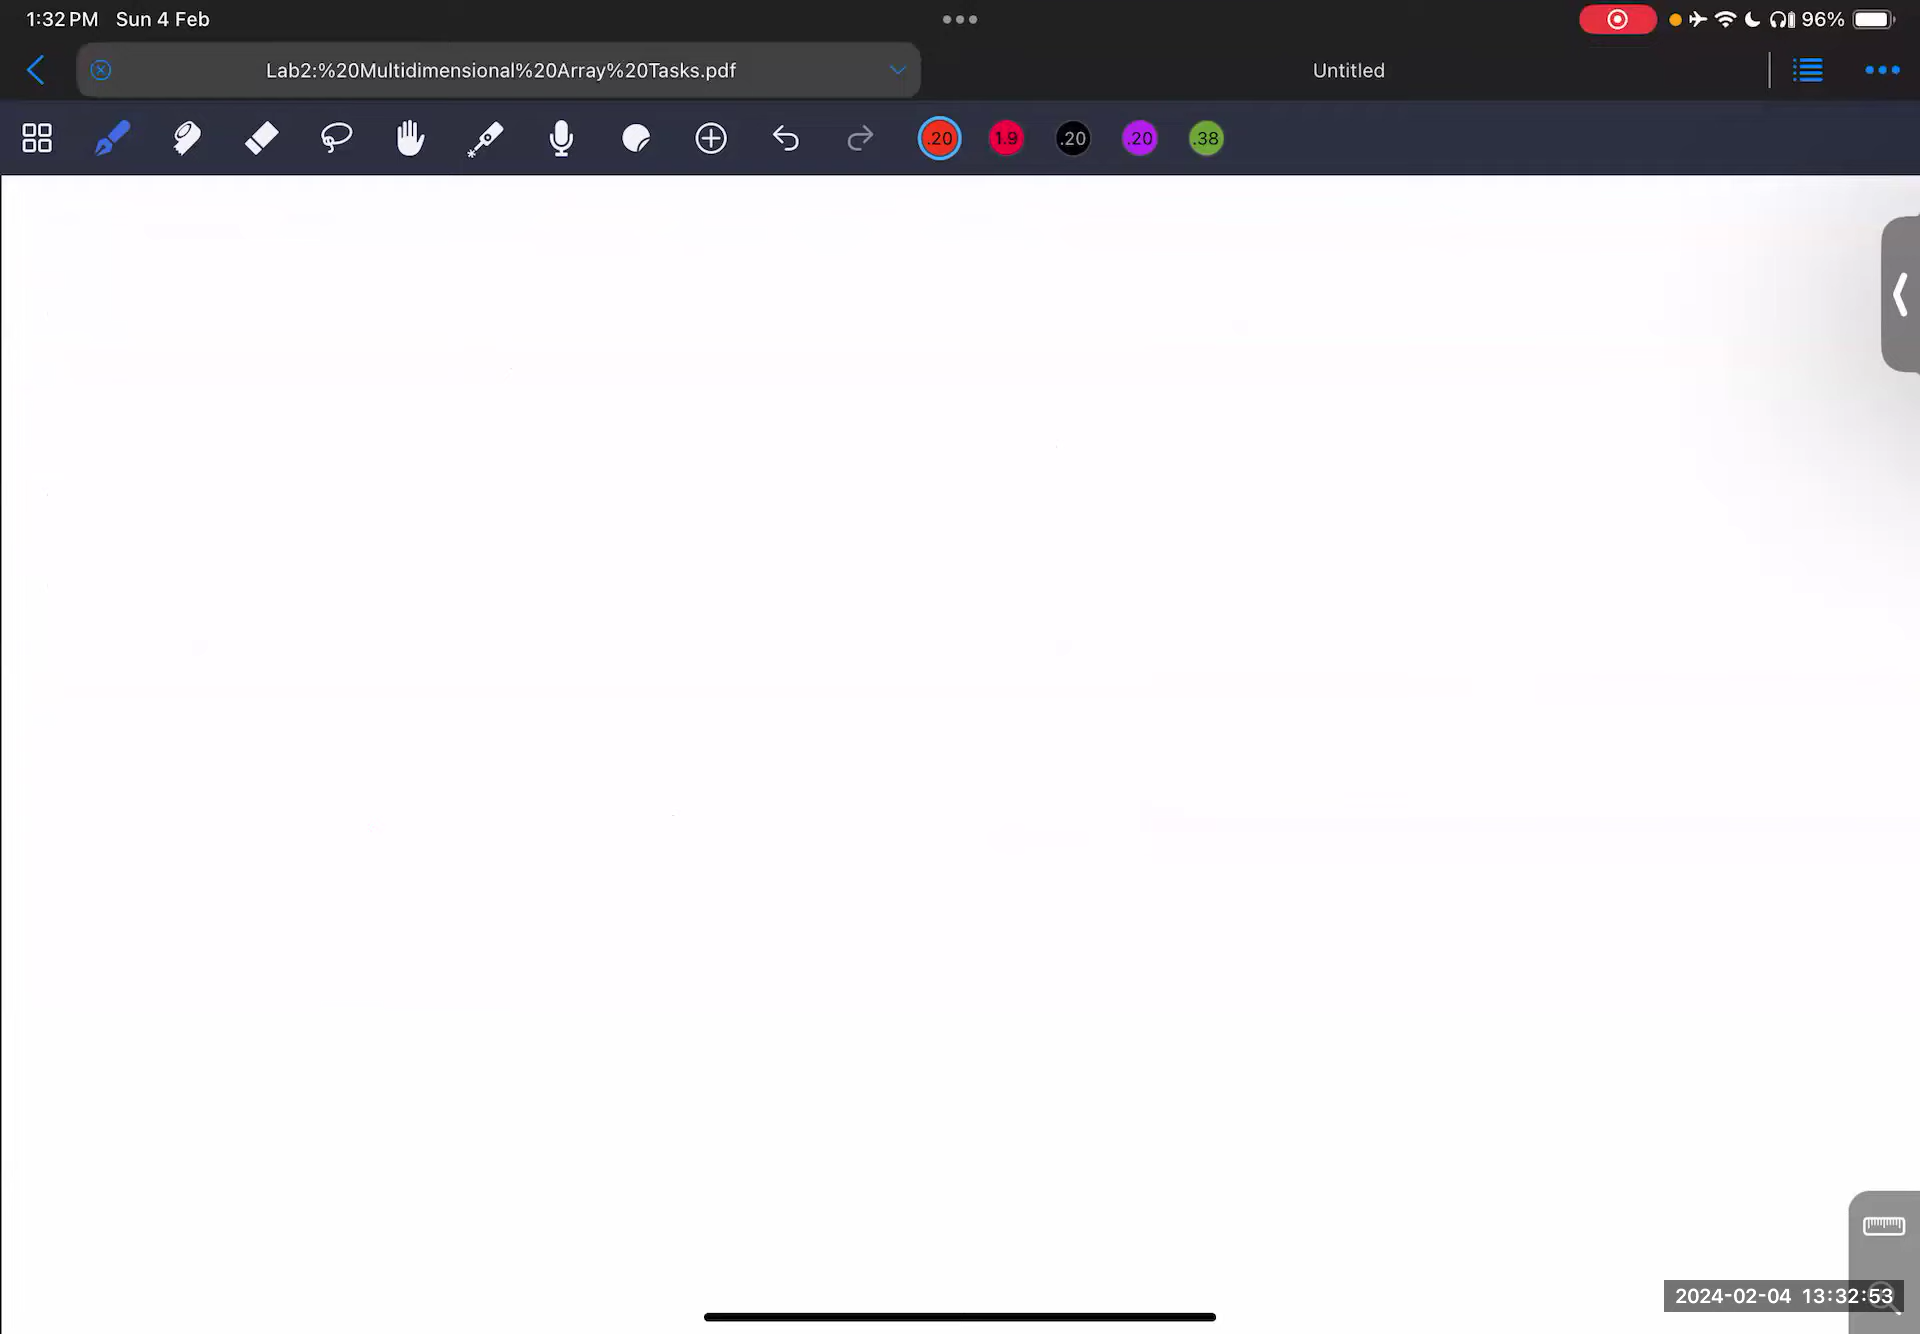 1:32 PM Sun 4 Feb
96%
Lab2:%20Multidimensional%20Array%20Tasks.pdf
Untitled
.20 1.9 .20 .20 .38
2024-02-04 13:32:53